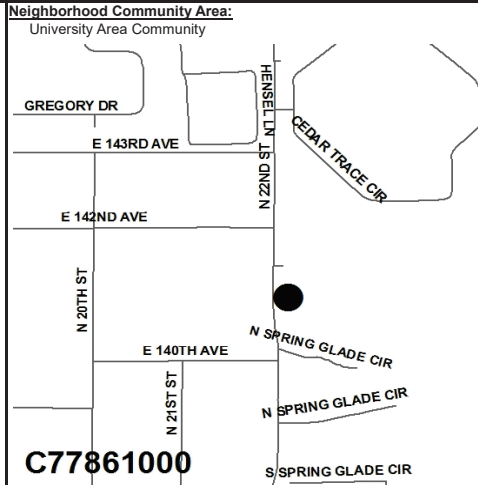 Neighborhood Community Area:
University Area Community
GREGORY DR
HENSEL LN
CEDAR TRACE CIR
E 143RD AVE
N 22ND ST
E 142ND AVE
N 20TH ST
N SPRING GLADE CIR
E 140TH AVE
N 21ST ST
N SPRING GLADE CIR
C77861000
S SPRING GLADE CIR